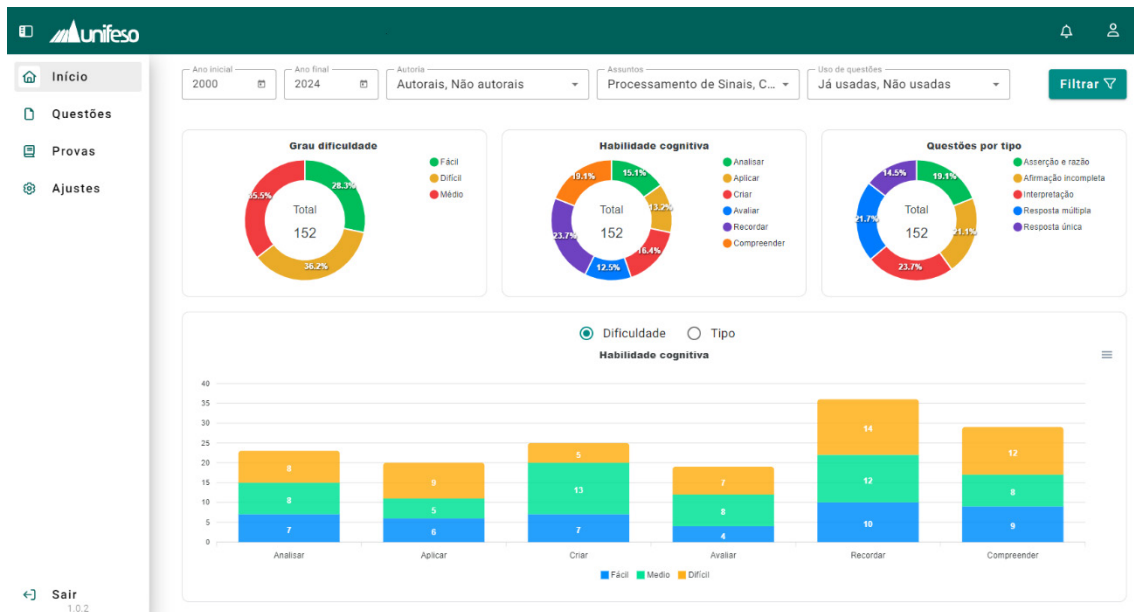 unifeso
Início
Questões
Provas
Ajustes
Sair
1.0.2
Ano inicial
2000
Ano final
2024
Autoria
Autorais, Não autorais
Assuntos
Processamento de Sinais, C...
Uso de questões
Já usadas, Não usadas
Filtrar
Grau dificuldade
28.3%
36.2%
35.5%
Total
152
Fácil
Difícil
Médio
Habilidade cognitiva
15.1%
13.2%
16.4%
12.5%
23.7%
19.1%
Total
152
Analisar
Aplicar
Criar
Avaliar
Recordar
Compreender
Questões por tipo
19.1%
21.1%
23.7%
21.7%
14.5%
Total
152
Asserção e razão
Afirmação incompleta
Interpretação
Resposta múltipla
Resposta única
Dificuldade Tipo
Habilidade cognitiva
40
35
30
25
20
15
10
5
0
8 9 5 7 14 12
8 5 13 8 12 8
7 6 7 4 10 9
Analisar Aplicar Criar Avaliar Recordar Compreender
Fácil Medio Difícil